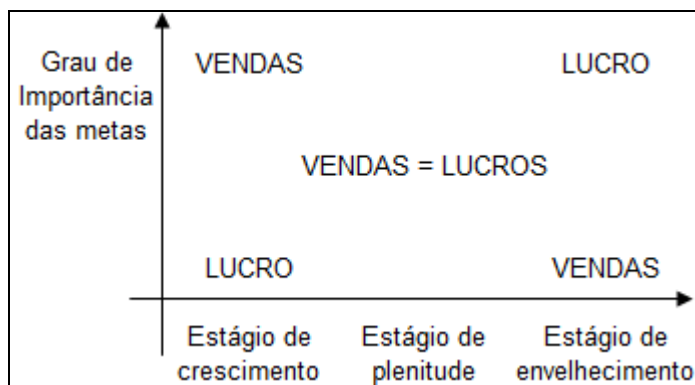 Grau de
Importância
das metas
VENDAS
LUCRO
VENDAS = LUCROS
LUCRO
VENDAS
Estágio de
crescimento
Estágio de
plenitude
Estágio de
envelhecimento